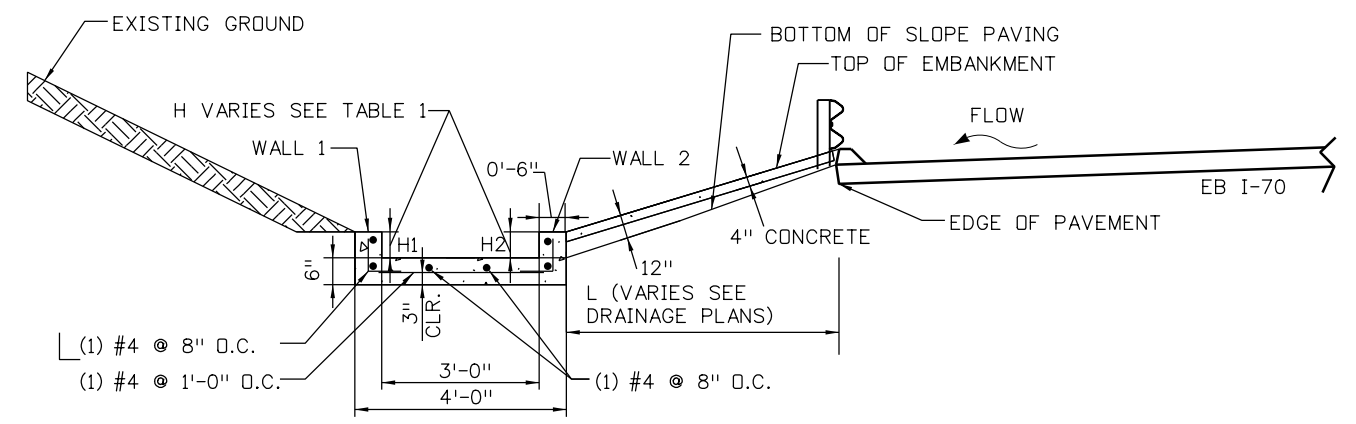 EXISTING GROUND
BOTTOM OF SLOPE PAVING
TOP OF EMBANKMENT
H VARIES SEE TABLE 1
FLOW
WALL 1
0'-6"
WALL 2
EB I-70
EDGE OF PAVEMENT
H1
H2
4" CONCRETE
6"
12"
3"
CLR.
L (VARIES SEE
DRAINAGE PLANS)
(1) #4 @ 8" O.C.
(1) #4 @ 1'-0" O.C.
3'-0"
(1) #4 @ 8" O.C.
4'-0"